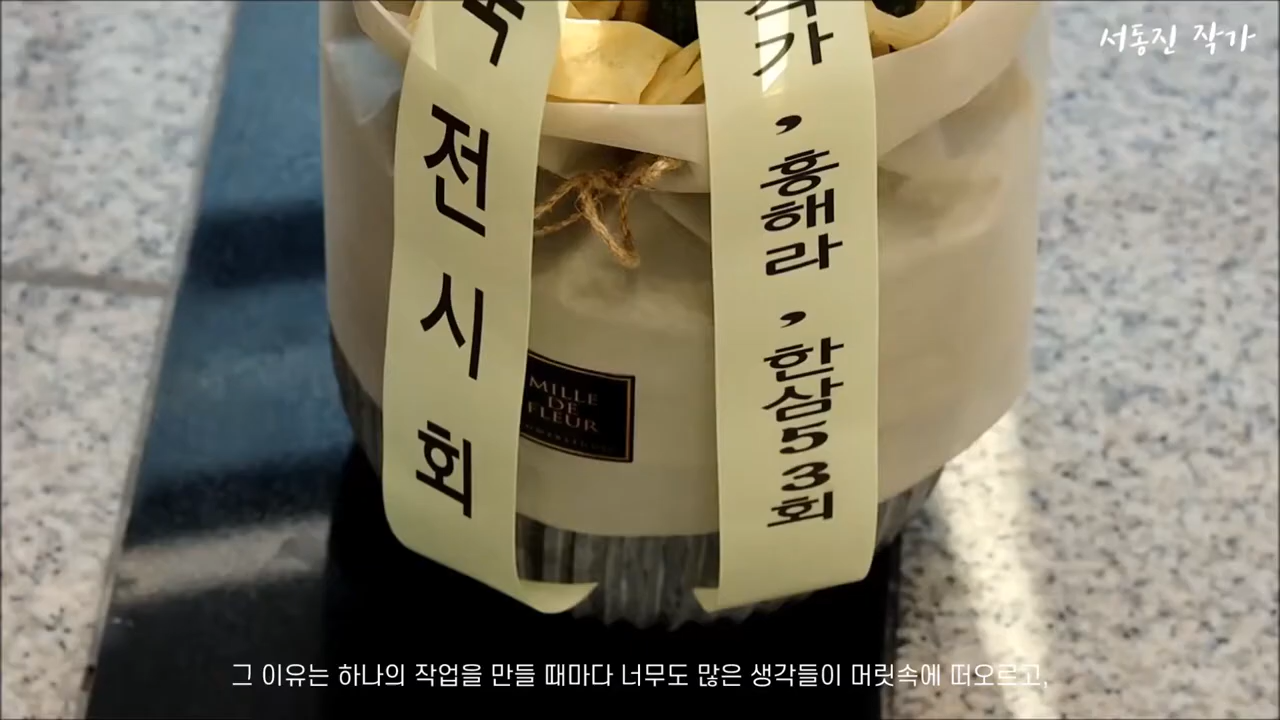 서동진 작가
전시회
가,흥해라,한삼53회
MILLE
DE
FLEUR
그 이유는 하나의 작업을 만들 때마다 너무도 많은 생각들이 머릿속에 떠오르고,